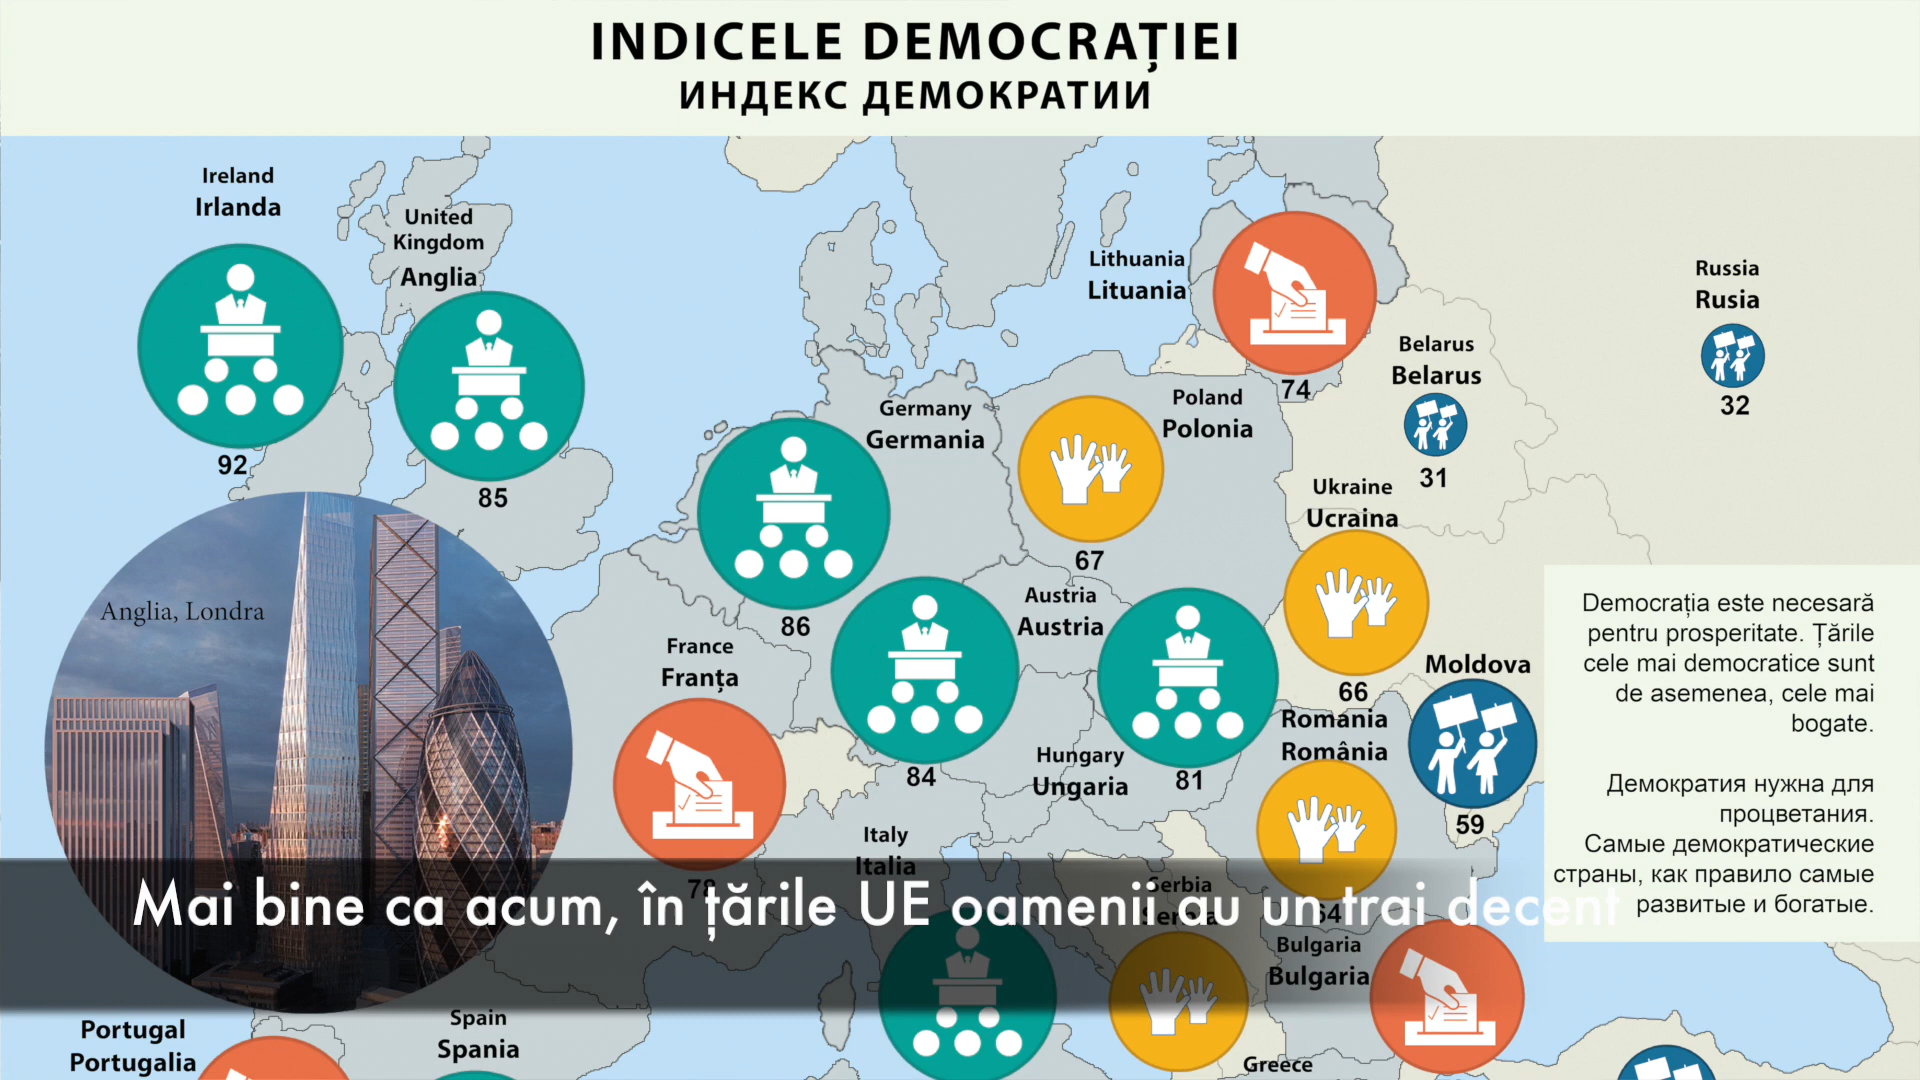 INDICELE DEMOCRAȚIEI
ИНДЕКС ДЕМОКРАТИИ
Ireland
Irlanda
92
United
Kingdom
Anglia
85
Lithuania
Lituania
74
Russia
Rusia
32
Belarus
Belarus
31
Germany
Germania
86
Poland
Polonia
67
Ukraine
Ucraina
66
Anglia, Londra
France
Franța
78
Austria
Austria
84
Hungary
Ungaria
81
Romania
România
64
Moldova
59
Democrația este necesară
pentru prosperitate. Țările
cele mai democratice sunt
de asemenea, cele mai
bogate.
Демократия нужна для
процветания.
Самые демократические
страны, как правило самые
развитые и богатые.
Italy
Italia
Serbia
Serbia
Mai bine ca acum, în țările UE oamenii au un trai decent
Bulgaria
Bulgaria
Portugal
Portugalia
Spain
Spania
Greece